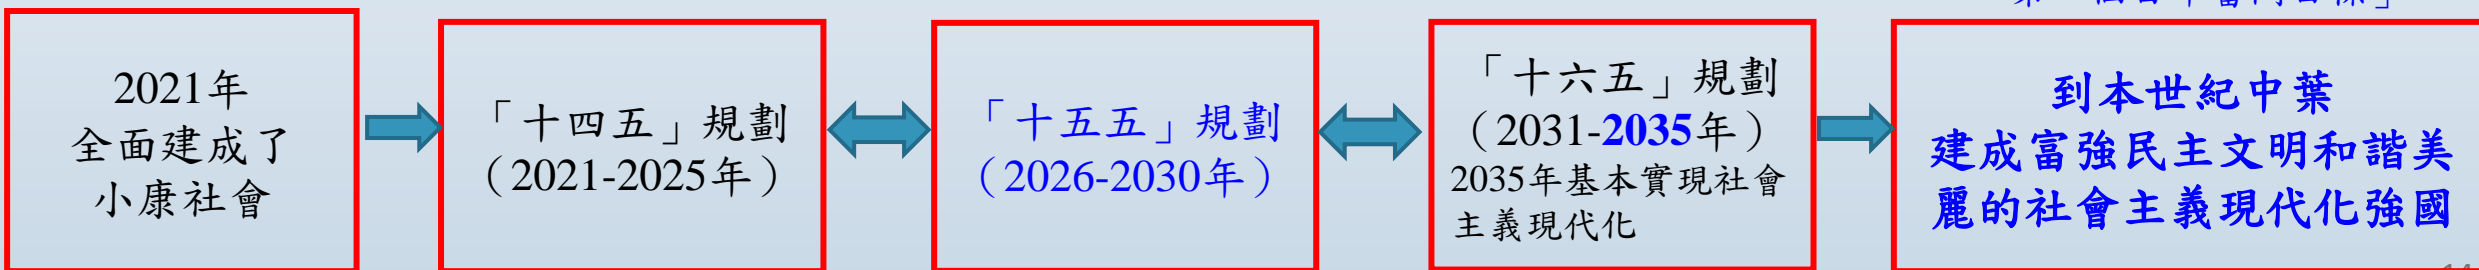 2021年
全面建成了
小康社會
「十四五」規劃
（2021-2025年）
「十五五」規劃
（2026-2030年）
「十六五」規劃
（2031-2035年）
2035年基本實現社會
主義現代化
到本世紀中葉
建成富強民主文明和諧美
麗的社會主義現代化強國